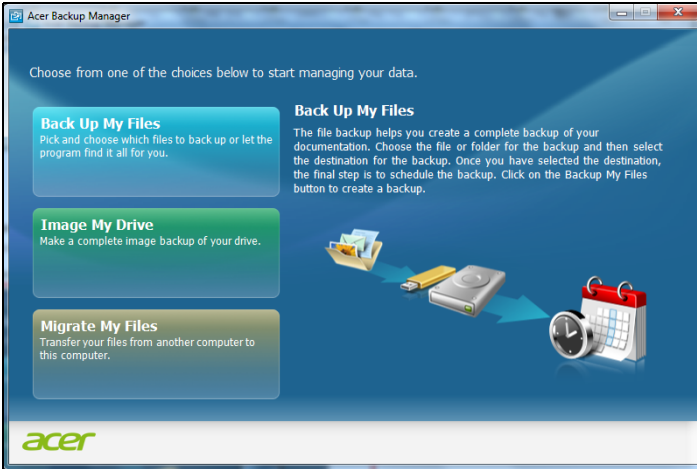 Acer Backup Manager
Choose from one of the choices below to start managing your data.
Back Up My Files
Pick and choose which files to back up or let the
program find it all for you.
Image My Drive
Make a complete image backup of your drive.
Migrate My Files
Transfer your files from another computer to
this computer.
Back Up My Files
The file backup helps you create a complete backup of your
documentation. Choose the file or folder for the backup and then select
the destination for the backup. Once you have selected the destination,
the final step is to schedule the backup. Click on the Backup My Files
button to create a backup.
acer